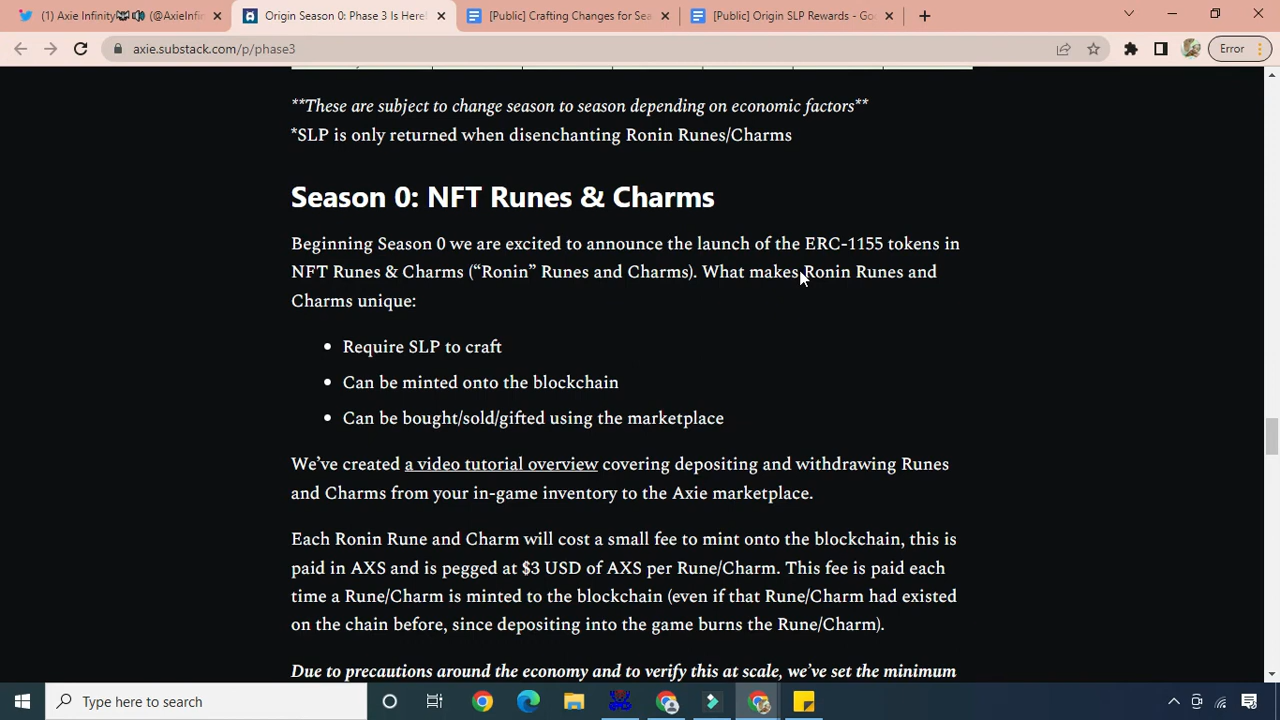 (1) Axie Infinity (@AxieInfi
Origin Season 0: Phase 3 Is Here!
[Public] Crafting Changes for Sea
[Public] Origin SLP Rewards - Goo
axie.substack.com/p/phase3
Error
**These are subject to change season to season depending on economic factors**
*SLP is only returned when disenchanting Ronin Runes/Charms
Season 0: NFT Runes & Charms
Beginning Season 0 we are excited to announce the launch of the ERC-1155 tokens in
NFT Runes & Charms (“Ronin” Runes and Charms). What makes Ronin Runes and
Charms unique:
• Require SLP to craft
• Can be minted onto the blockchain
• Can be bought/sold/gifted using the marketplace
We’ve created a video tutorial overview covering depositing and withdrawing Runes
and Charms from your in-game inventory to the Axie marketplace.
Each Ronin Rune and Charm will cost a small fee to mint onto the blockchain, this is
paid in AXS and is pegged at $3 USD of AXS per Rune/Charm. This fee is paid each
time a Rune/Charm is minted to the blockchain (even if that Rune/Charm had existed
on the chain before, since depositing into the game burns the Rune/Charm).
Due to precautions around the economy and to verify this at scale, we’ve set the minimum
Type here to search